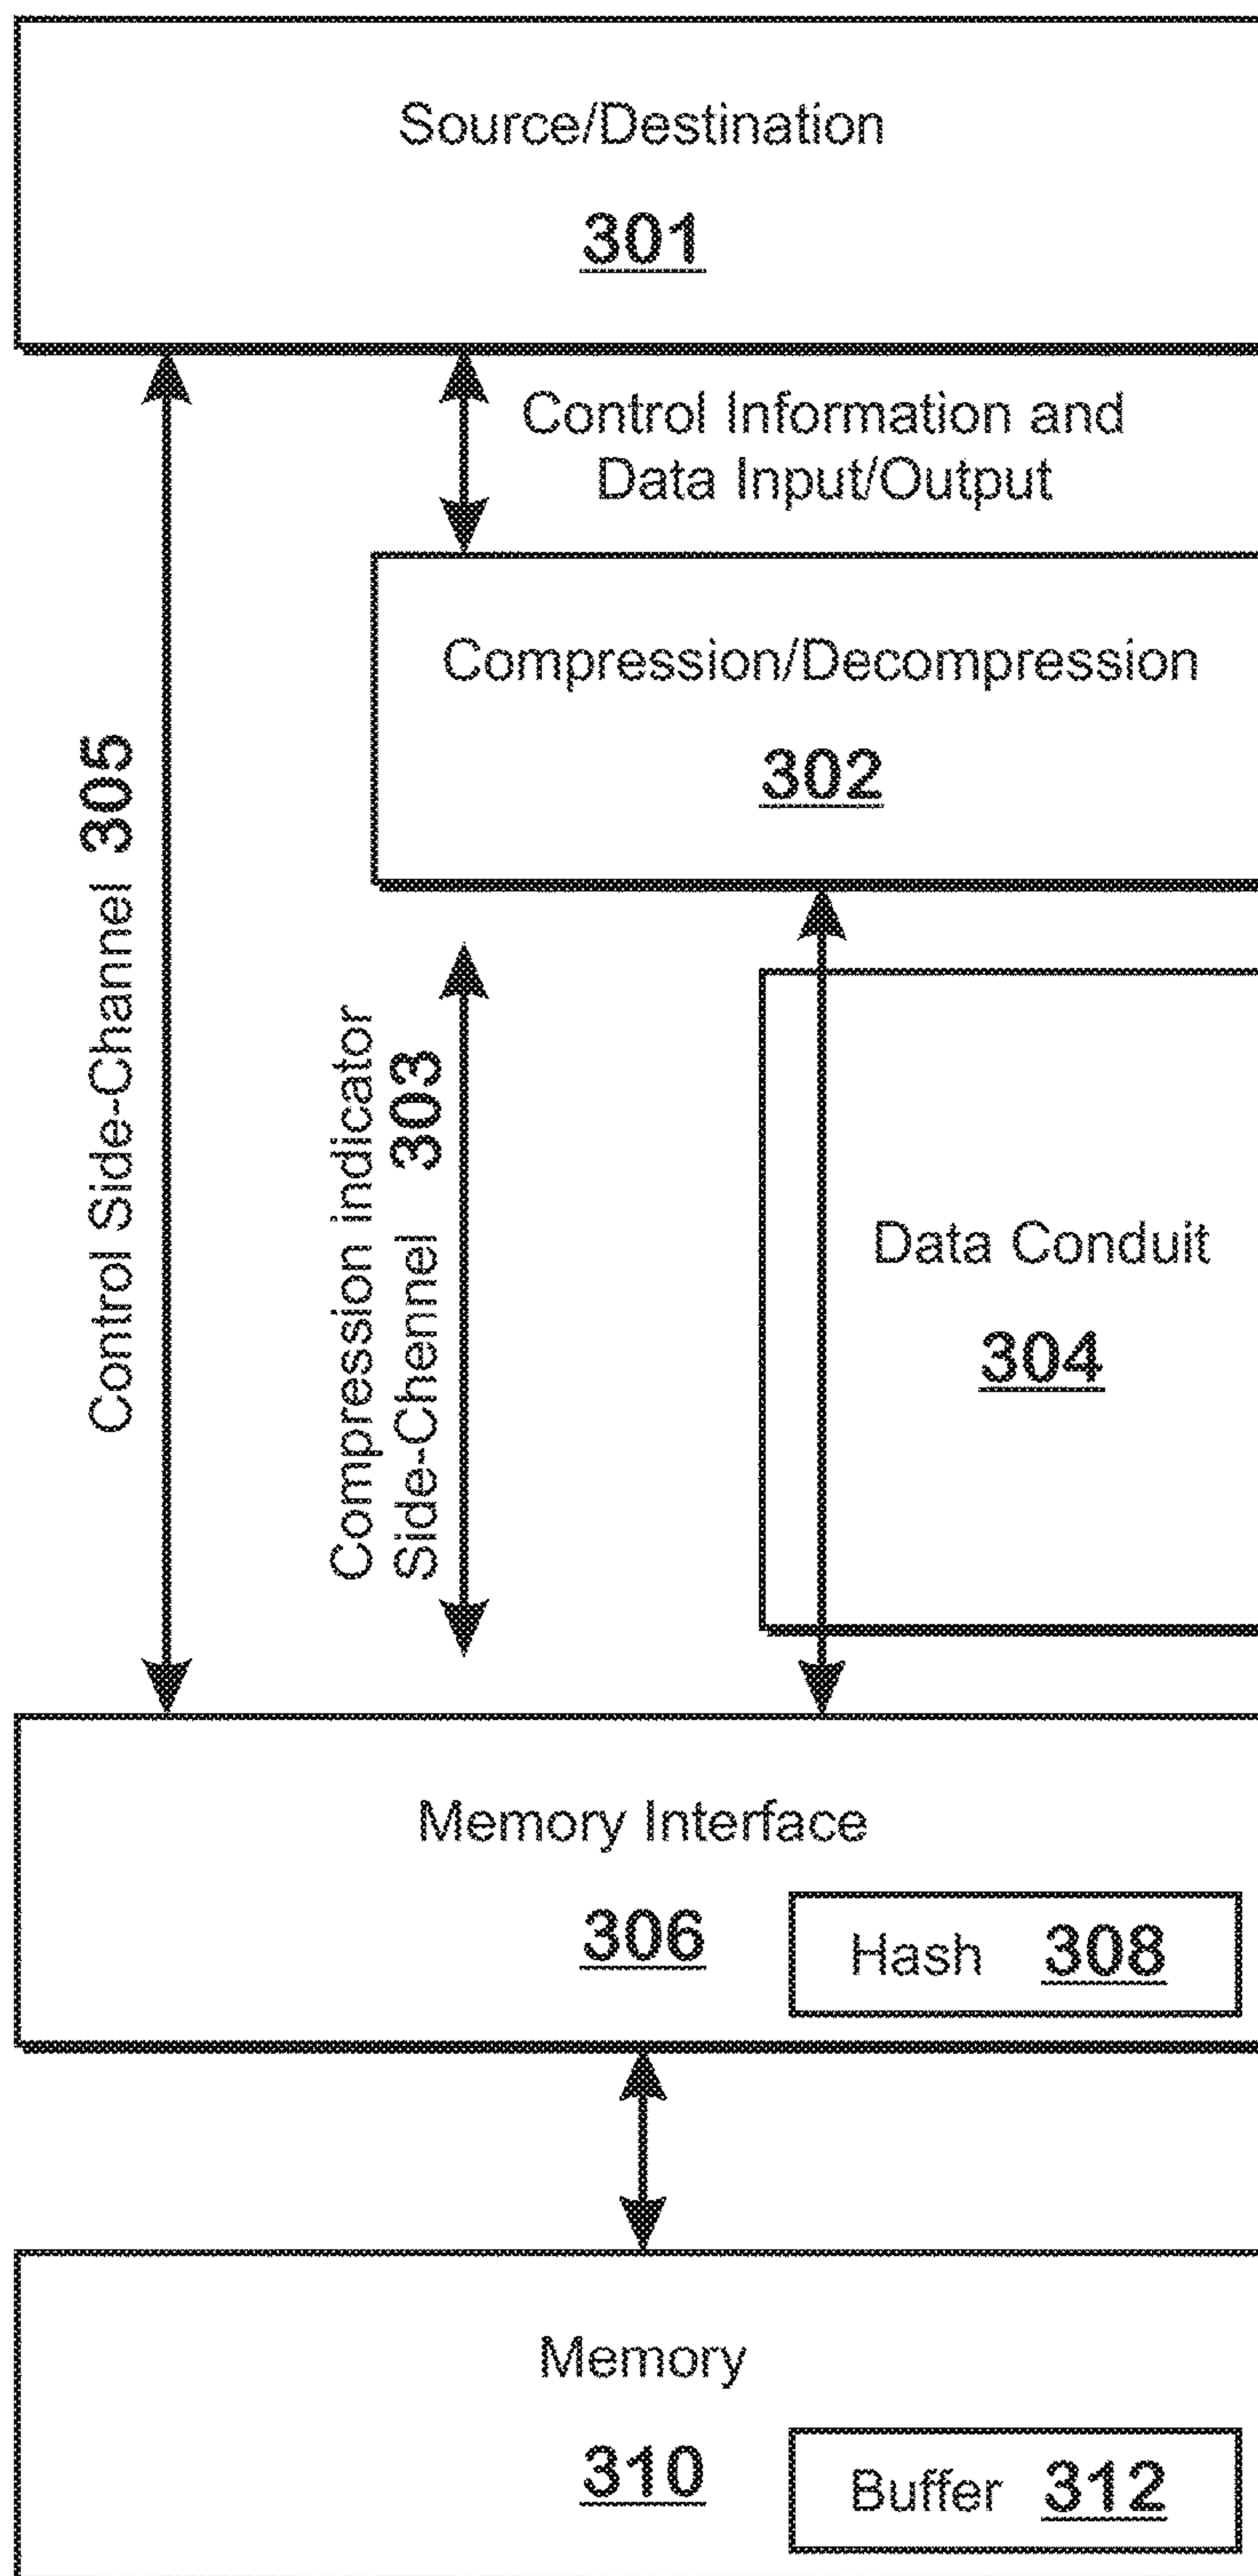 Source/Destination
301
Control Information and
Data Input/Output
Compression/Decompression
302
Control Side-Channel 305
Compression indicator
Side-Channel 303
Data Conduit
304
Memory Interface
306
Hash 308
Memory
310
Buffer 312